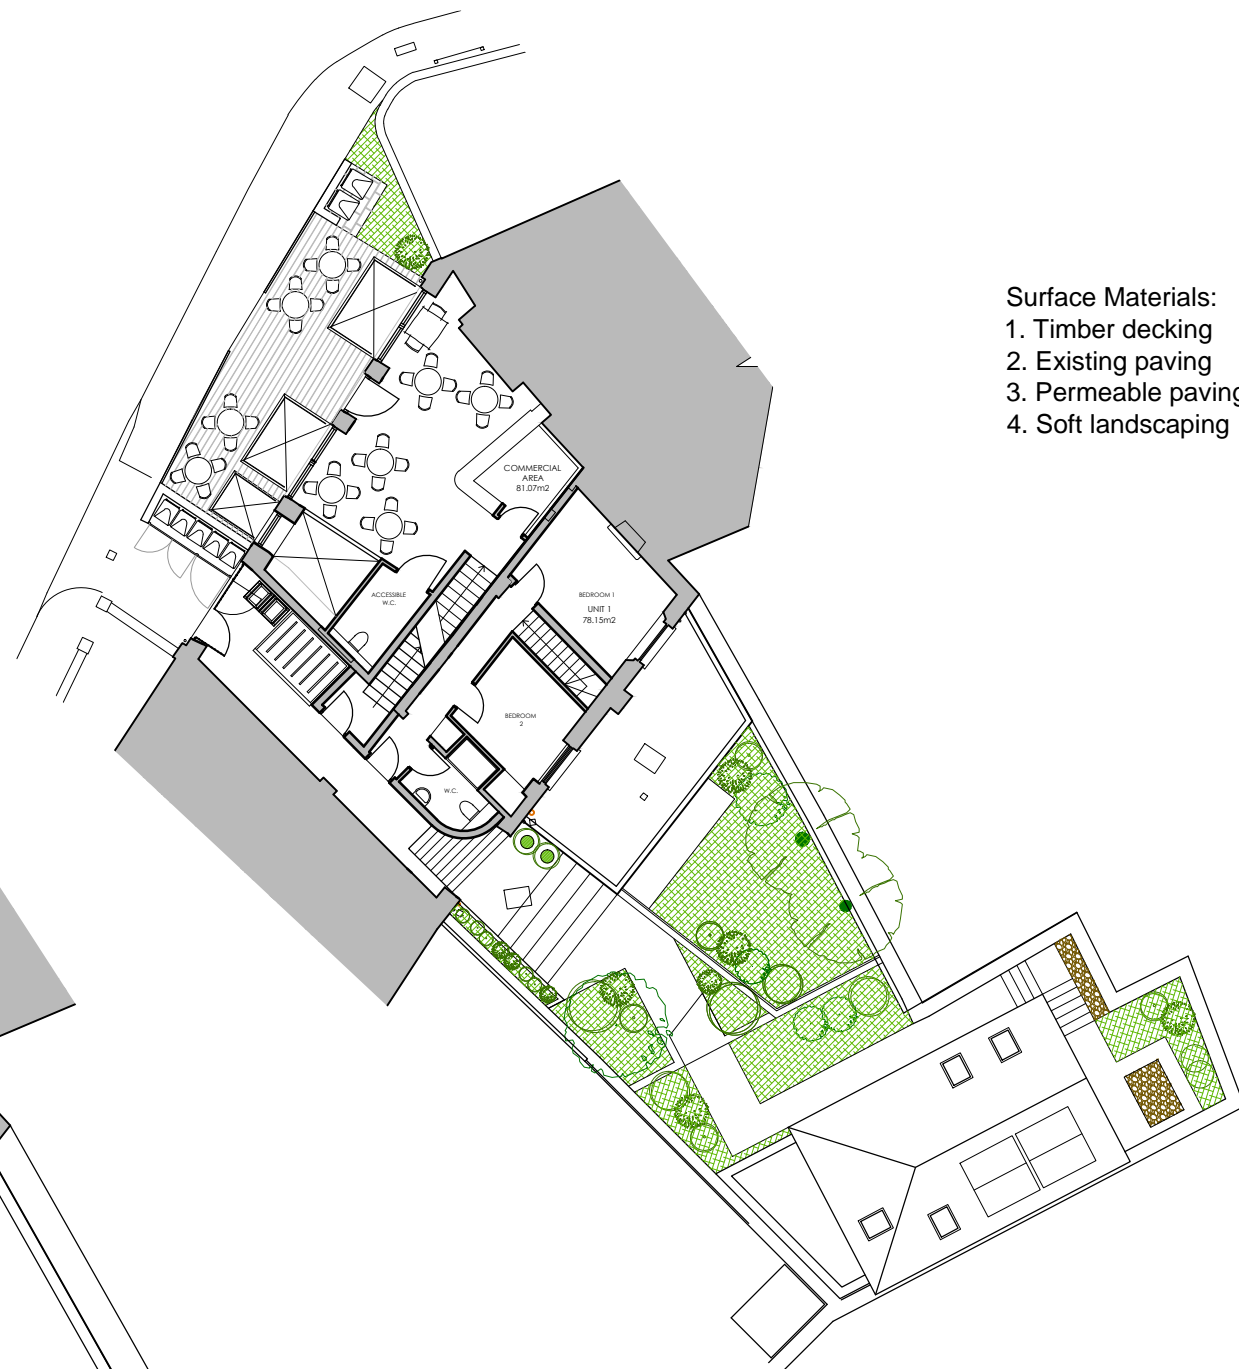 Surface Materials:
1. Timber decking
2. Existing paving
3. Permeable paving
4. Soft landscaping
COMMERCIAL
AREA
81.07m2
ACCESSIBLE
W.C.
BEDROOM 1
UNIT 1
78.15m2
BEDROOM
2
W.C.